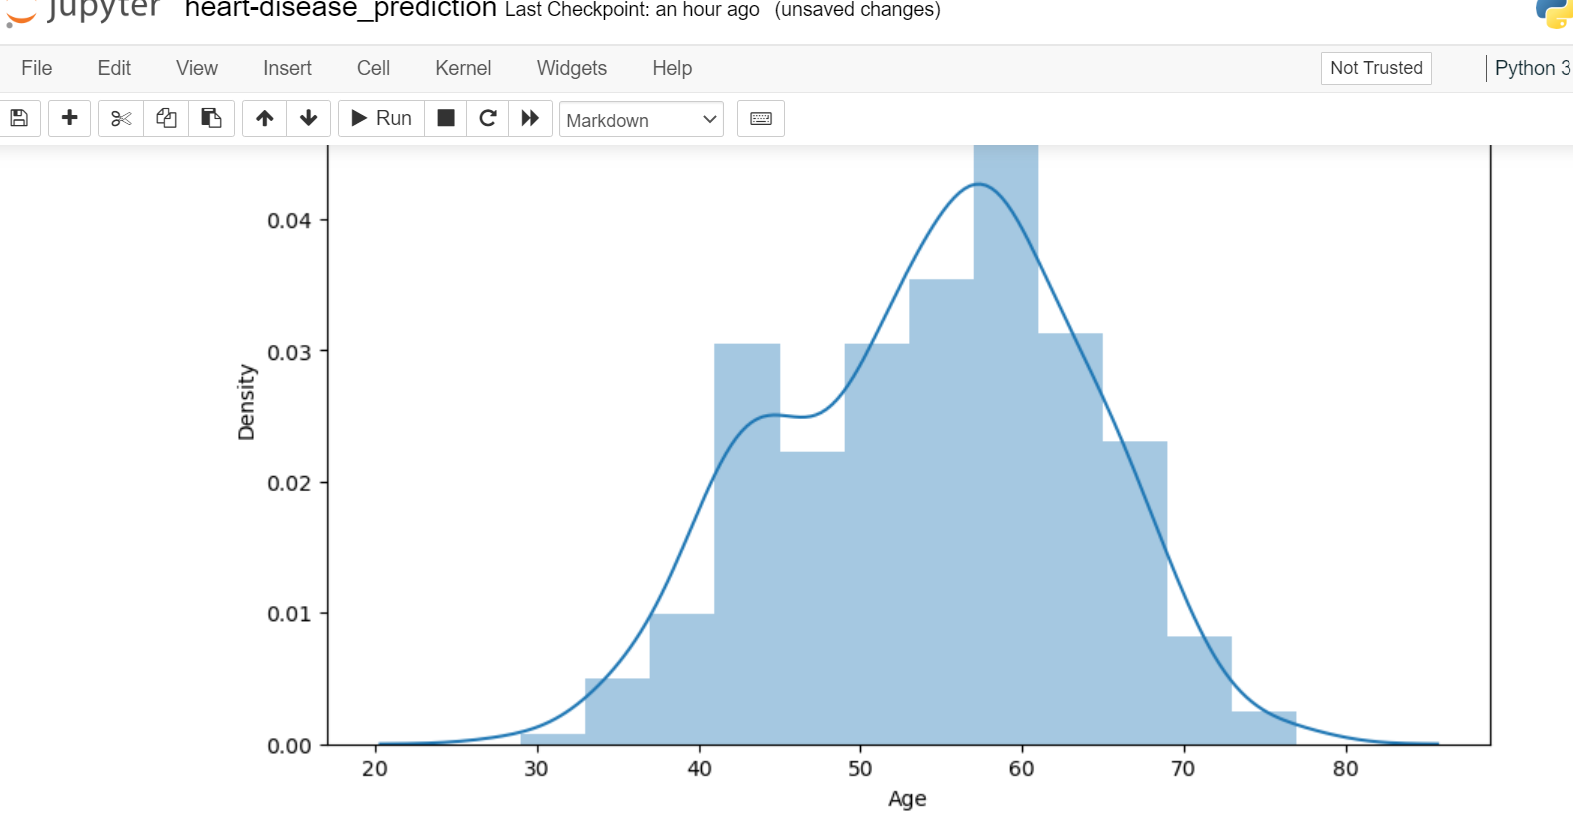 jupyter heart-disease_prediction Last Checkpoint: an hour ago (unsaved changes)
File Edit View Insert Cell Kernel Widgets Help Not Trusted Python 3
Run Markdown
0.04
0.03
0.02
0.01
0.00
Density
20 30 40 50 60 70 80
Age